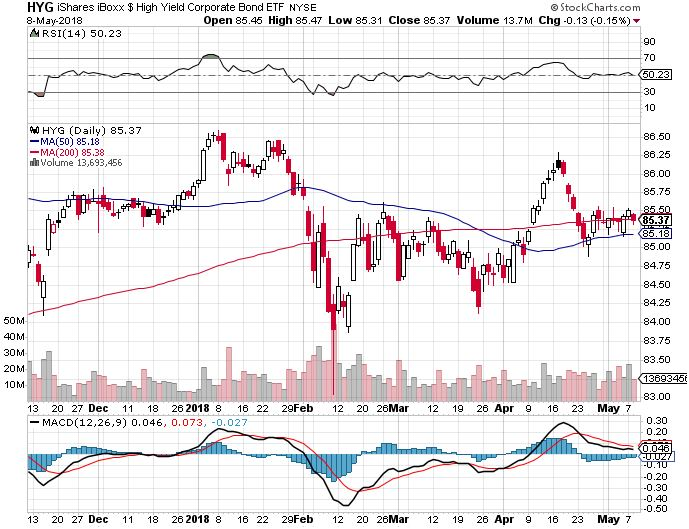 HYG iShares iBoxx $ High Yield Corporate Bond ETF NYSE © StockCharts.com
8-May-2018 Open 85.45 High 85.47 Low 85.31 Close 85.37 Volume 13.7M Chg -0.13 (-0.15%)
RSI(14) 50.23
90
70
50.23
30
10
HYG (Daily) 85.37
MA(50) 85.18
MA(200) 85.38
Volume 13,693,456
86.50
86.25
86.00
85.75
85.50
85.37
85.18
85.00
84.75
84.50
84.25
84.00
83.75
83.50
83.25
83.00
50M
40M
30M
20M
10M
13693456
13 20 27 Dec 11 18 26 2018 8 16 22 29 Feb 12 20 26 Mar 12 19 26 Apr 9 16 23 May 7
MACD(12,26,9) 0.046, 0.073, -0.027
0.30
0.20
0.046
-0.027
-0.10
-0.20
-0.30
-0.40
-0.50
13 20 27 Dec 11 18 26 2018 8 16 22 29 Feb 12 20 26 Mar 12 19 26 Apr 9 16 23 May 7